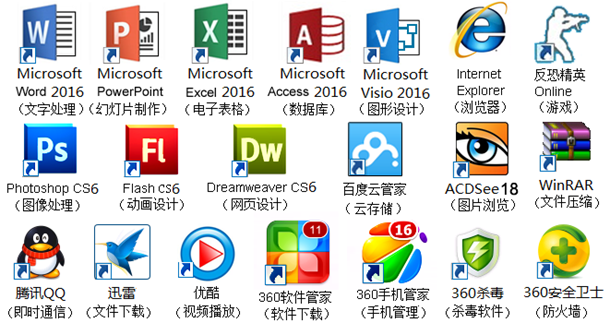 W P X A V
Microsoft Word 2016 Microsoft PowerPoint Microsoft Excel 2016 Microsoft Access 2016 Microsoft Visio 2016 Internet Explorer 反恐精英 Online
(文字处理) (幻灯片制作) (电子表格) (数据库) (图形设计) (浏览器) (游戏)
Ps Fl Dw
Photoshop CS6 Flash CS6 Dreamweaver CS6 百度云管家 ACDSee 18 WinRAR
(图像处理) (动画设计) (网页设计) (云存储) (图片浏览) (文件压缩)
11 16
腾讯QQ 迅雷 优酷 360软件管家 360手机管家 360杀毒 360安全卫士
(即时通信) (文件下载) (视频播放) (软件下载) (手机管理) (杀毒软件) (防火墙)